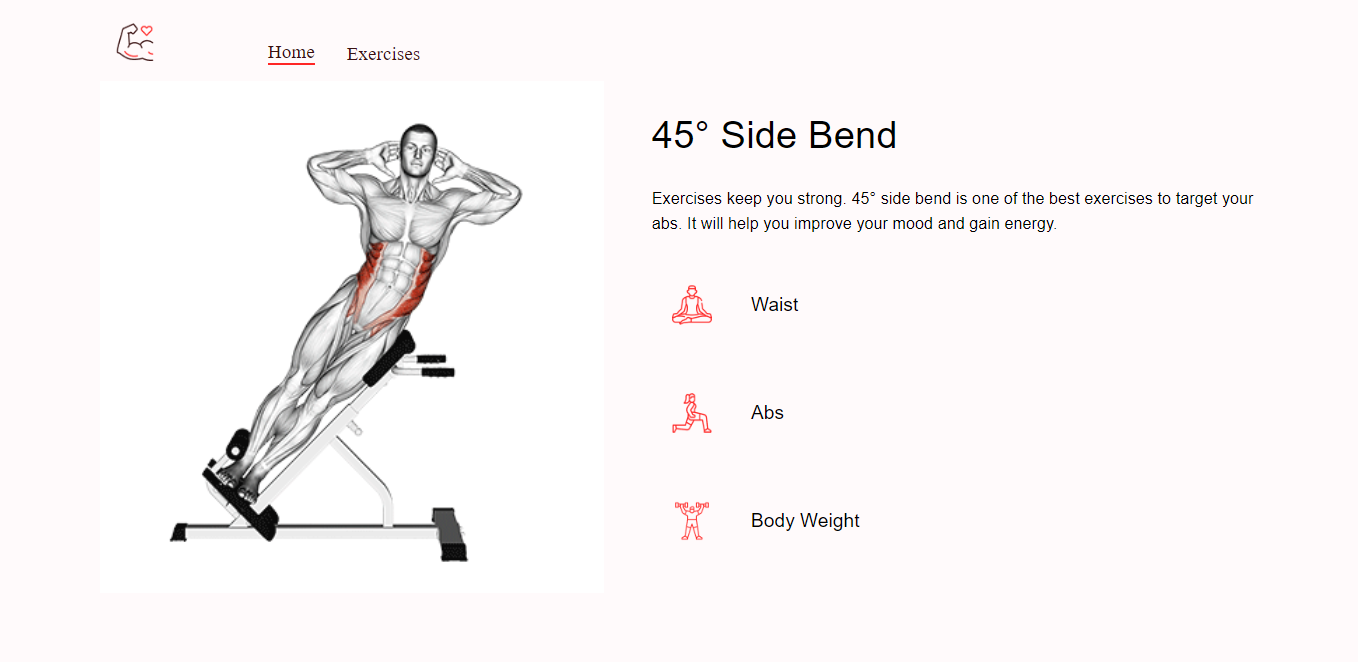 Home
Exercises
45° Side Bend
Exercises keep you strong. 45° side bend is one of the best exercises to target your
abs. It will help you improve your mood and gain energy.
Waist
Abs
Body Weight